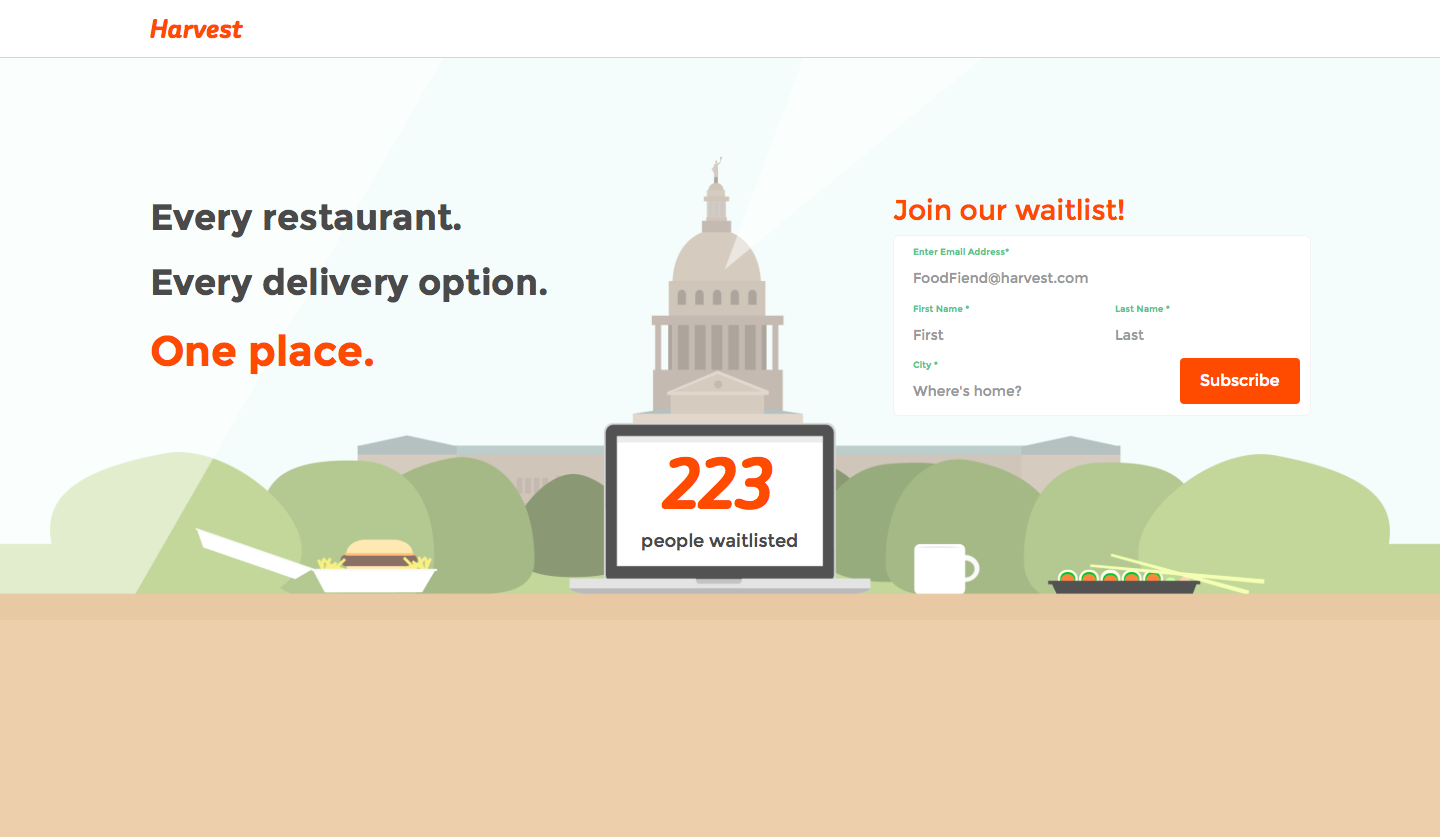 Harvest
Every restaurant.
Every delivery option.
One place.
Join our waitlist!
Enter Email Address*
FoodFiend@harvest.com
First Name * Last Name *
First Last
City *
Where's home?
Subscribe
223
people waitlisted